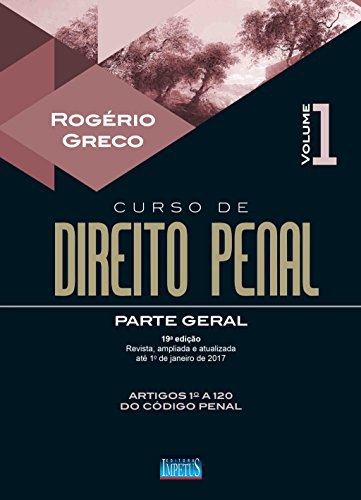 ROGÉRIO
GRECO
VOLUME 1
CURSO DE
DIREITO PENAL
PARTE GERAL
19ª edição
Revista, ampliada e atualizada
até 1º de janeiro de 2017
ARTIGOS 1º A 120
DO CÓDIGO PENAL
EDITORA
IMPETUS